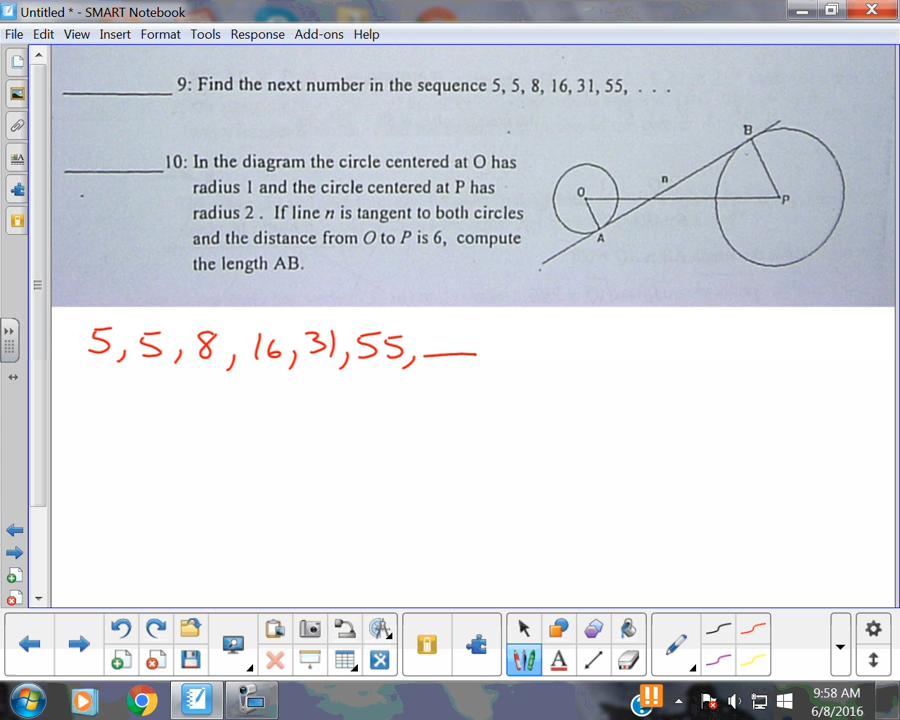 Untitled * - SMART Notebook
File Edit View Insert Format Tools Response Add-ons Help
9: Find the next number in the sequence 5, 5, 8, 16, 31, 55, . . .
10: In the diagram the circle centered at O has
radius 1 and the circle centered at P has
radius 2 . If line n is tangent to both circles
and the distance from O to P is 6, compute
the length AB.
B
n
O
P
A
5, 5, 8, 16, 31, 55, __
9:58 AM
6/8/2016